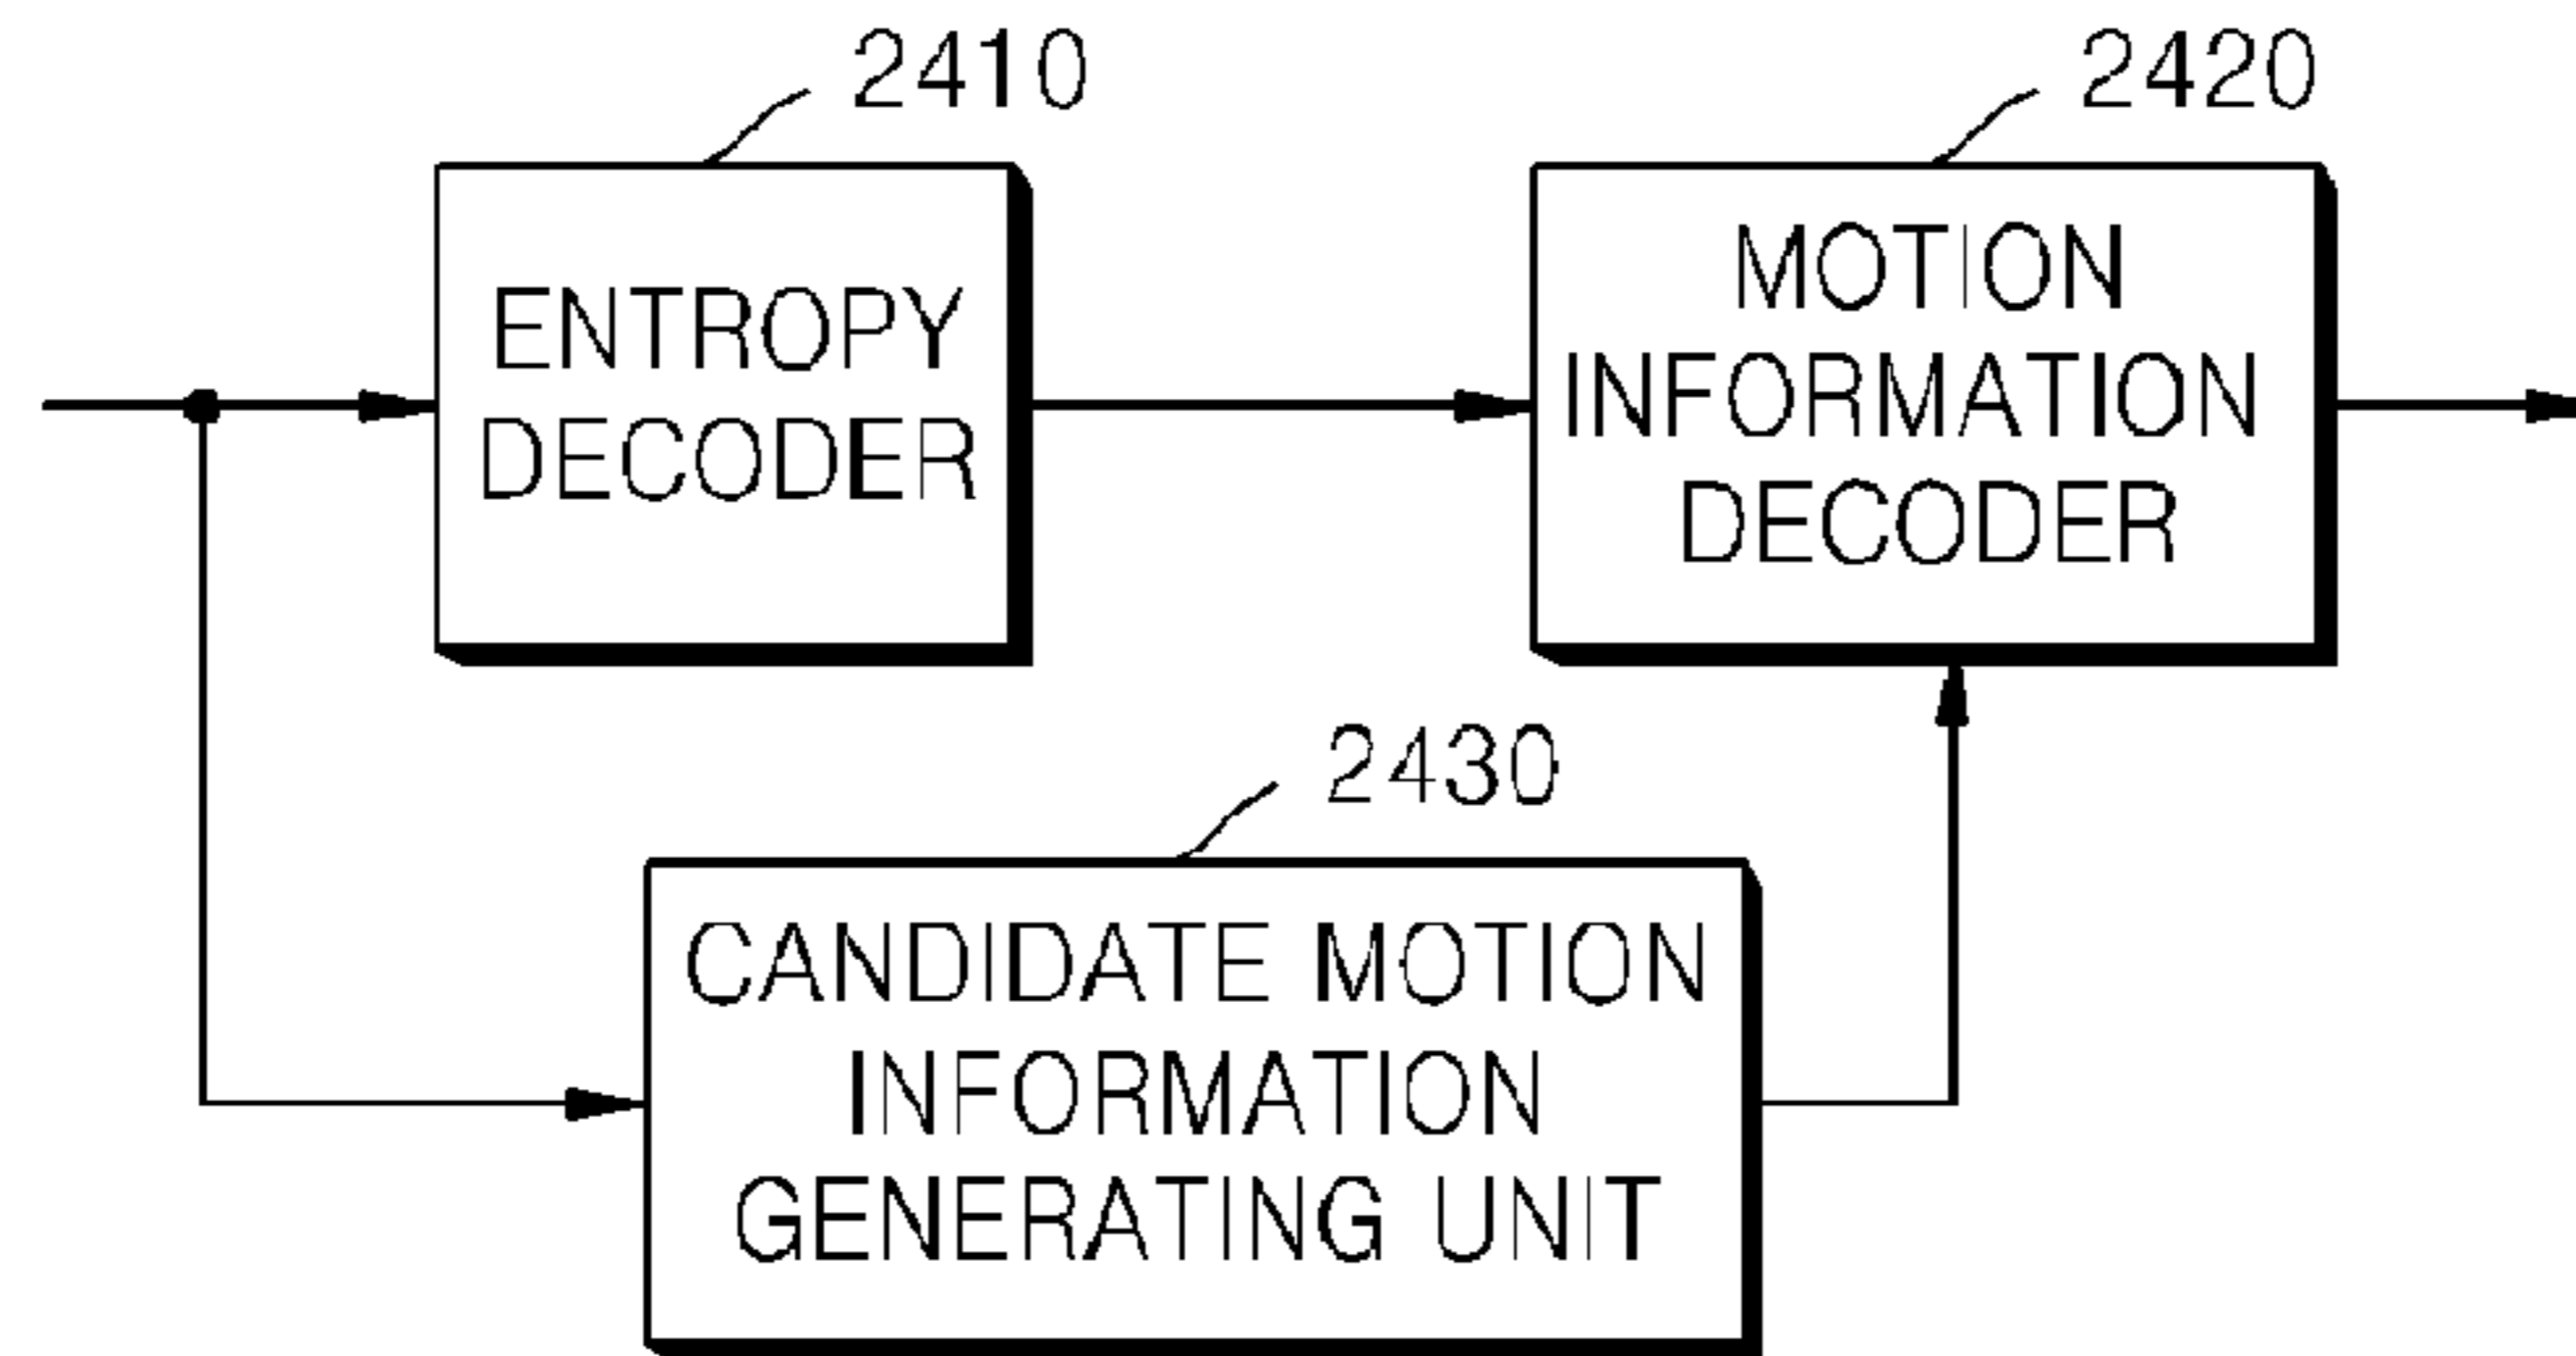 2410
2420
ENTROPY
DECODER
MOTION
INFORMATION
DECODER
2430
CANDIDATE MOTION
INFORMATION
GENERATING UNIT